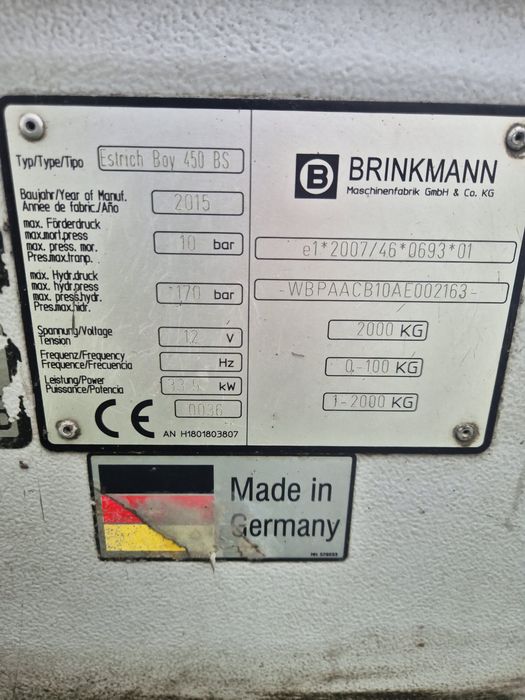 Typ/Type/Tipo Estrich Boy 450 BS
Baujahr/Year of Manuf.
Annee de fabric./Año 2015
max. Förderdruck
max.mort.press
max. press. mor. 10 bar
Pres.max.tranp.
max. Hydr.druck
max. hydr.press
max. press.hydr. 170 bar
Pres.max.hidr.
Spannung/Voltage
Tension 12 V
Frequenz/Frequency
Frequence/Frecuencia Hz
Leistung/Power
Puissance/Potencia 33,5 kW
CE 0036
AN H1801803807
B BRINKMANN
Maschinenfabrik GmbH & Co. KG
e1*2007/46*0693*01
-WBPAACB10AE002163-
2000 KG
0-100 KG
1-2000 KG
Made in
Germany